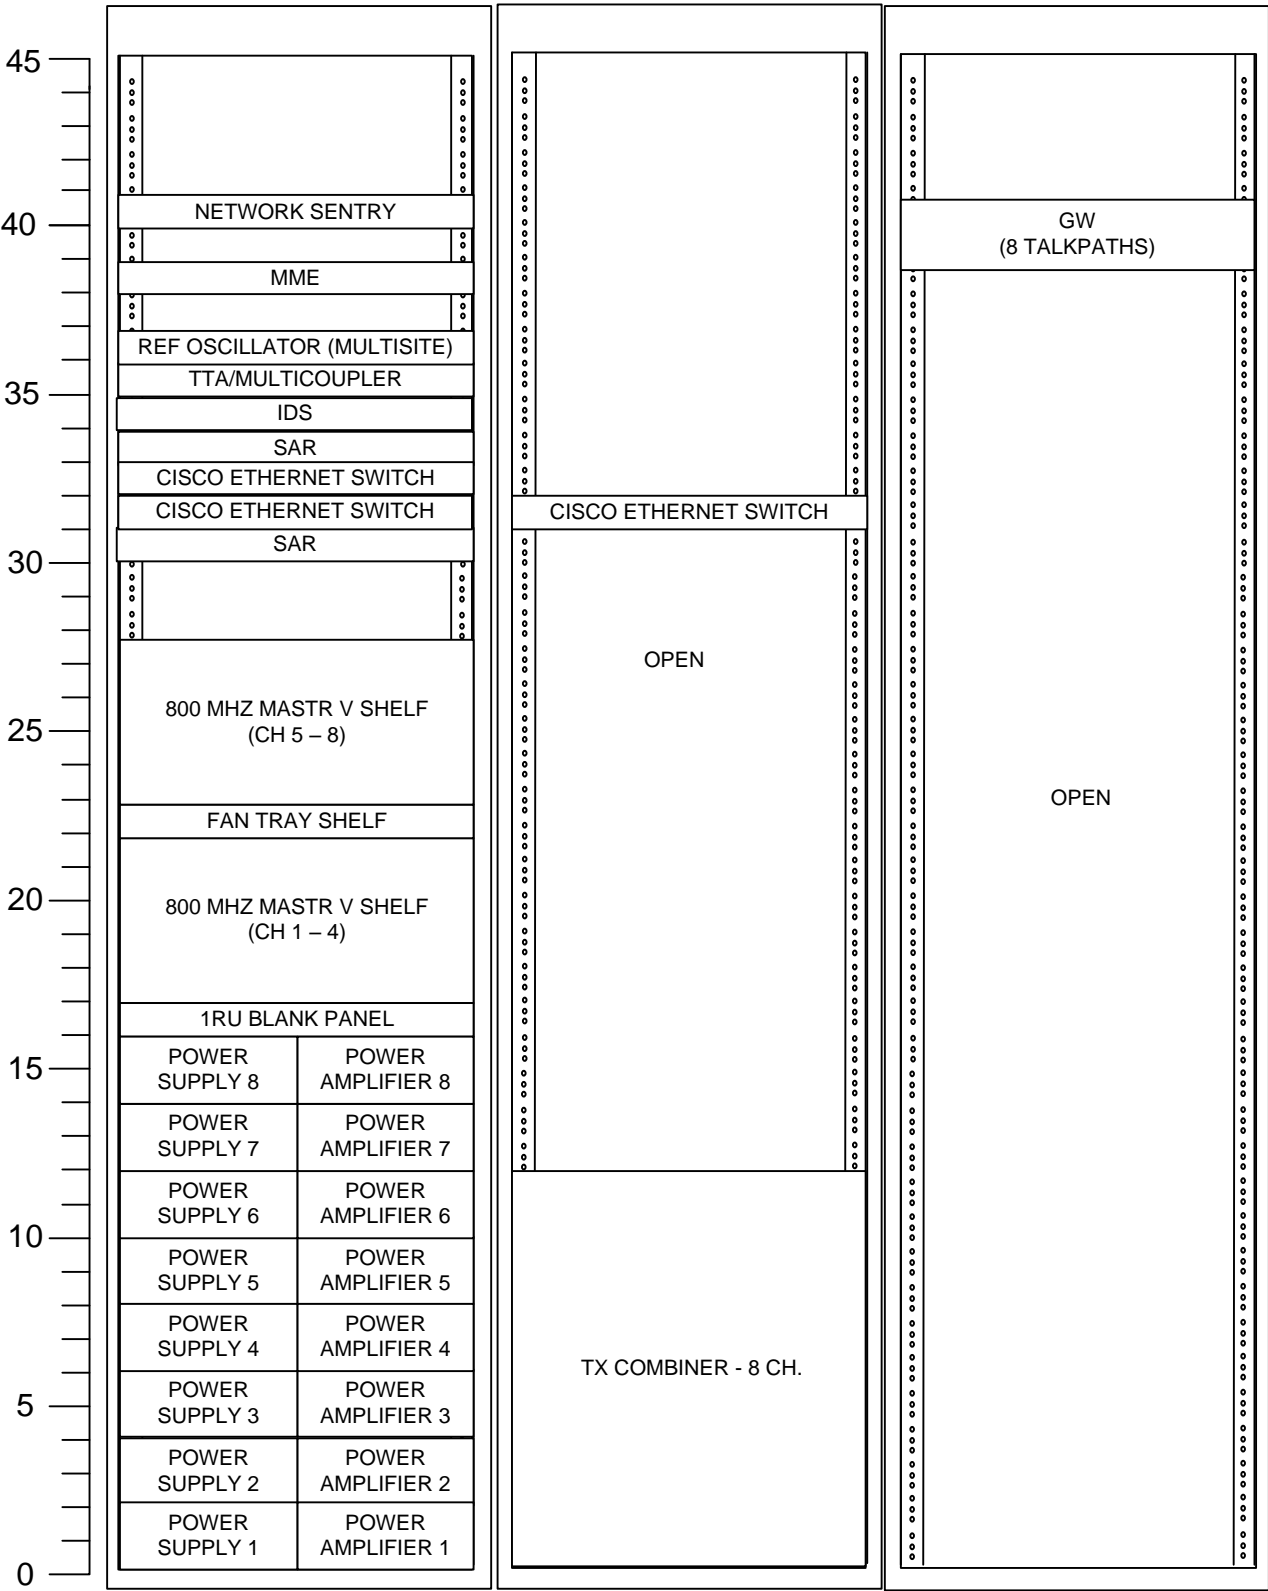 45
40
35
30
25
20
15
10
5
0
NETWORK SENTRY
MME
REF OSCILLATOR (MULTISITE)
TTA/MULTICOUPLER
IDS
SAR
CISCO ETHERNET SWITCH
CISCO ETHERNET SWITCH
SAR
800 MHZ MASTR V SHELF
(CH 5 – 8)
FAN TRAY SHELF
800 MHZ MASTR V SHELF
(CH 1 – 4)
1RU BLANK PANEL
POWER
SUPPLY 8
POWER
AMPLIFIER 8
POWER
SUPPLY 7
POWER
AMPLIFIER 7
POWER
SUPPLY 6
POWER
AMPLIFIER 6
POWER
SUPPLY 5
POWER
AMPLIFIER 5
POWER
SUPPLY 4
POWER
AMPLIFIER 4
POWER
SUPPLY 3
POWER
AMPLIFIER 3
POWER
SUPPLY 2
POWER
AMPLIFIER 2
POWER
SUPPLY 1
POWER
AMPLIFIER 1
CISCO ETHERNET SWITCH
OPEN
TX COMBINER - 8 CH.
GW
(8 TALKPATHS)
OPEN